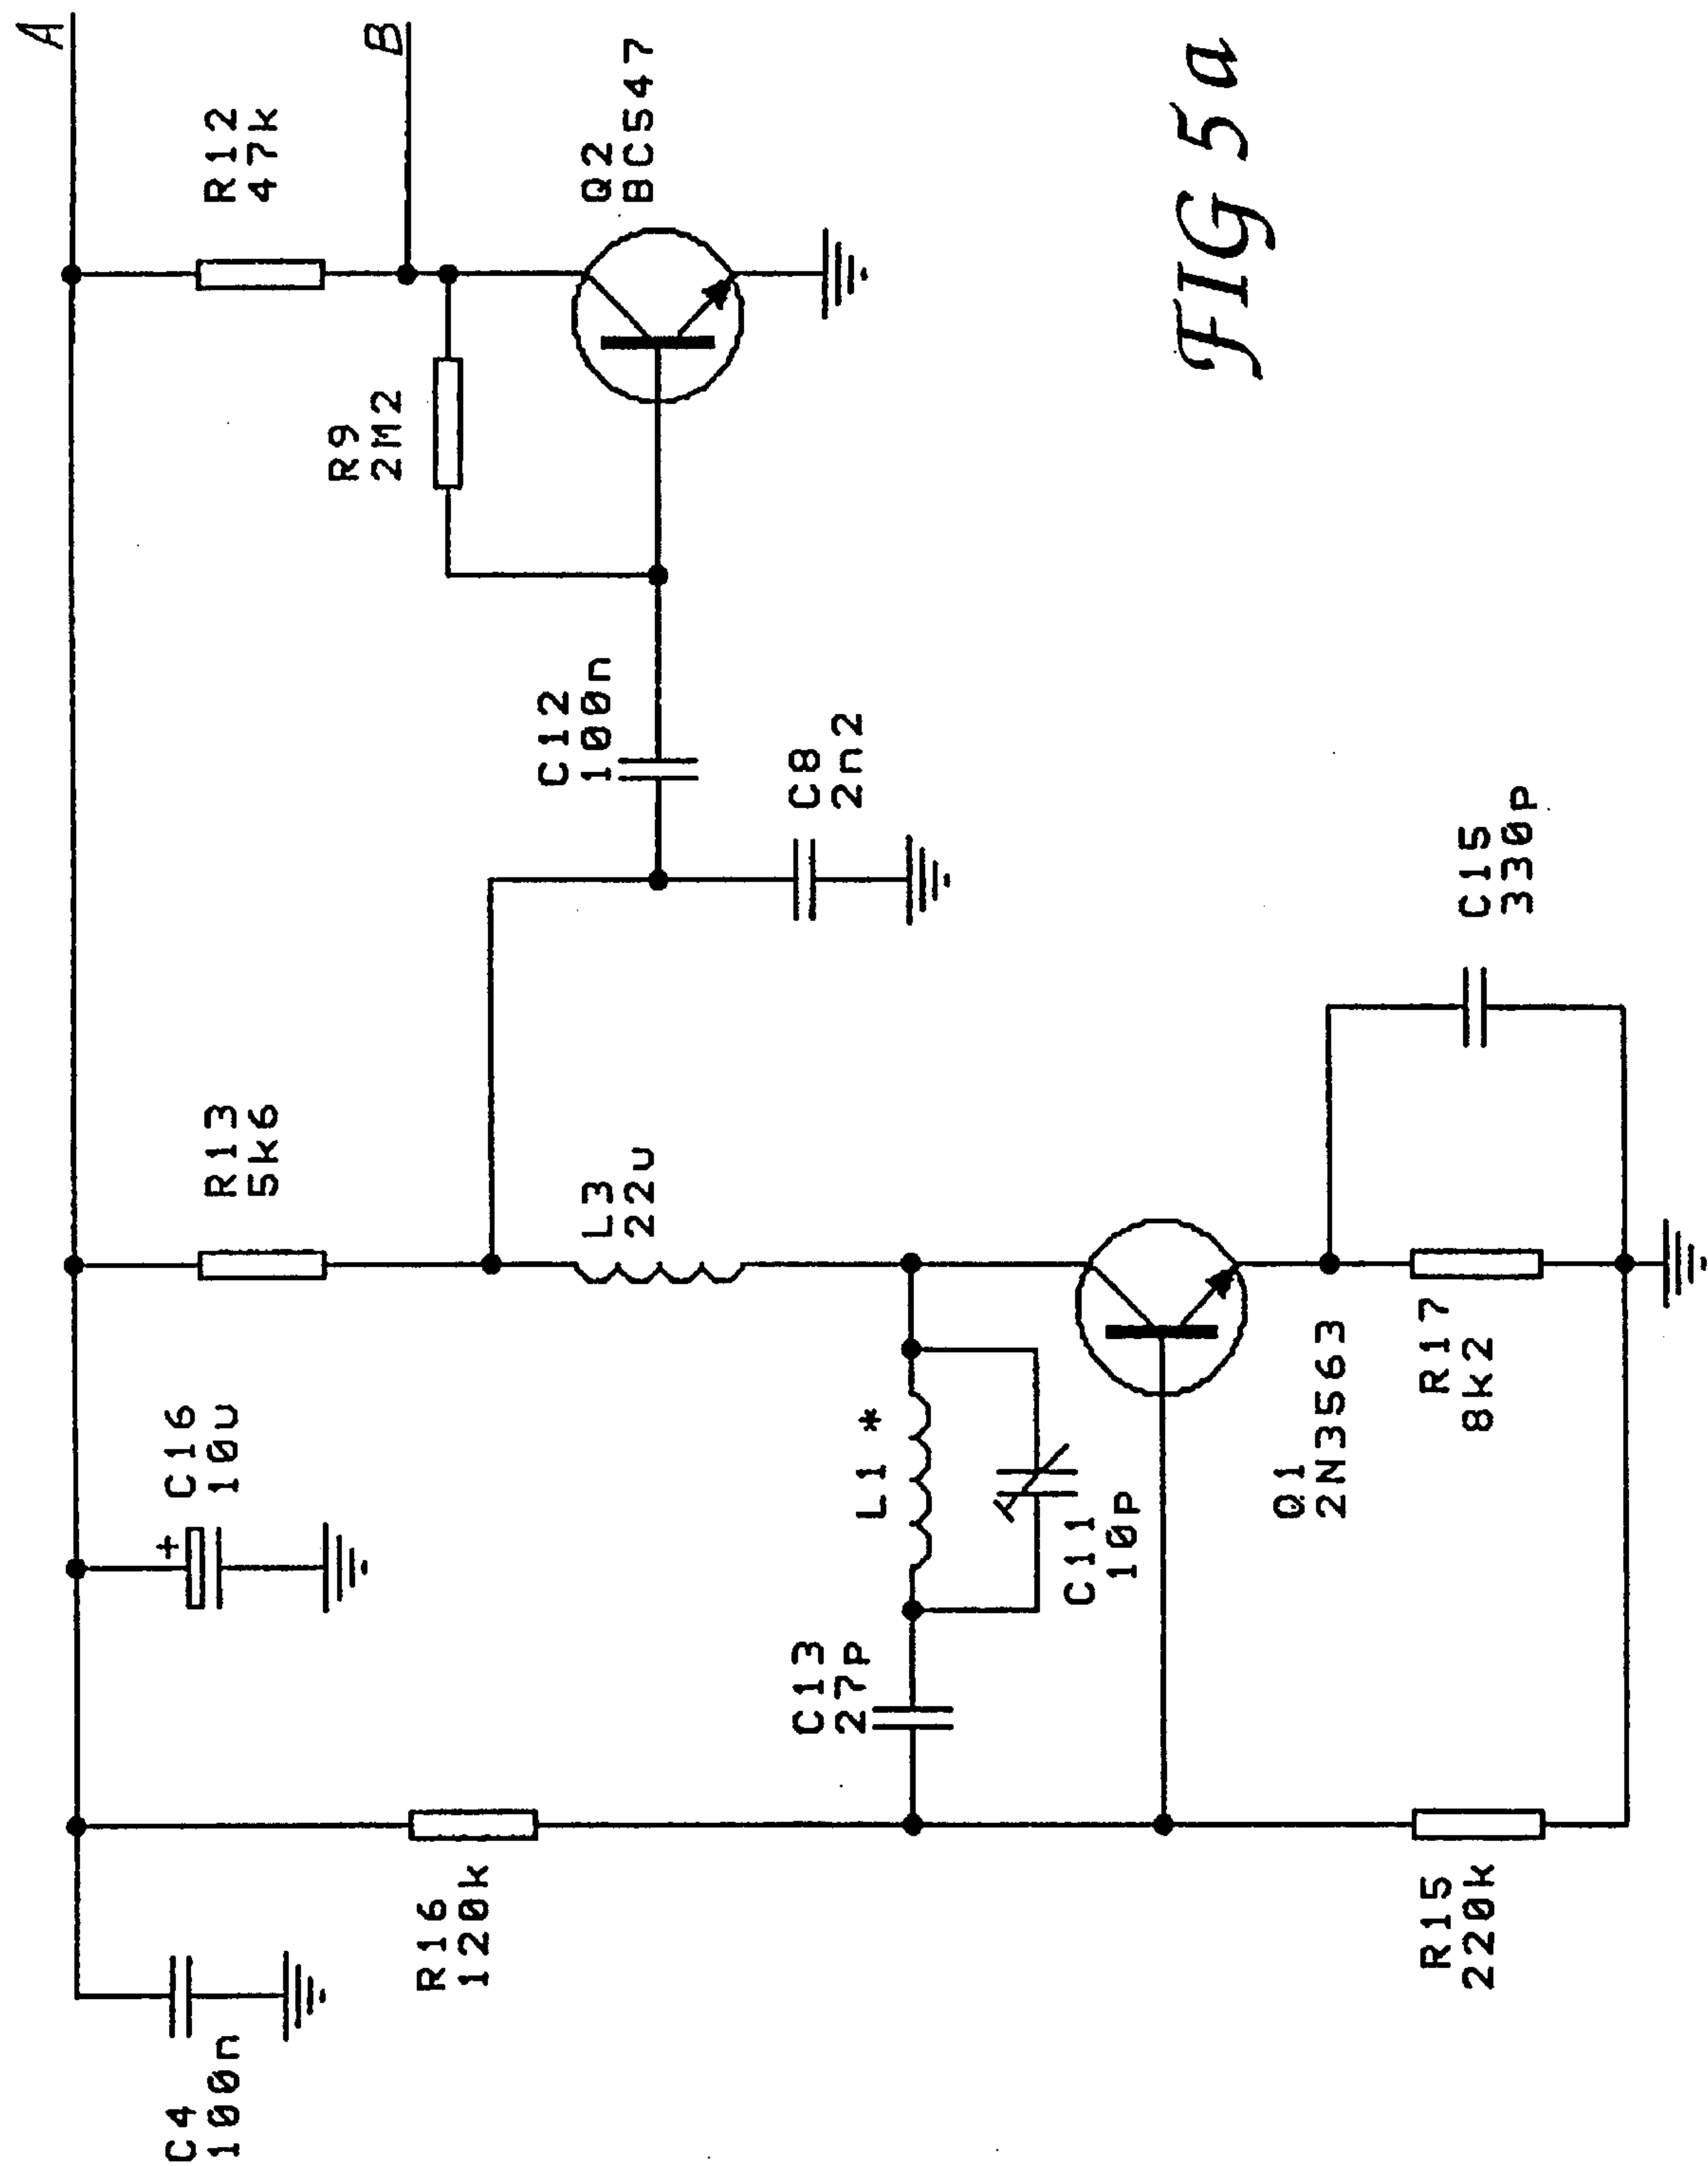 A
B
R12
47k
Q2
BC547
R9
2M2
C12
100n
C8
2n2
R13
5k6
L3
22u
C15
330p
C16
10u
+
L1 *
C11
10p
C13
27p
Q1
2N3563
R17
8k2
R16
120k
R15
220k
C4
100n
FIG 5a